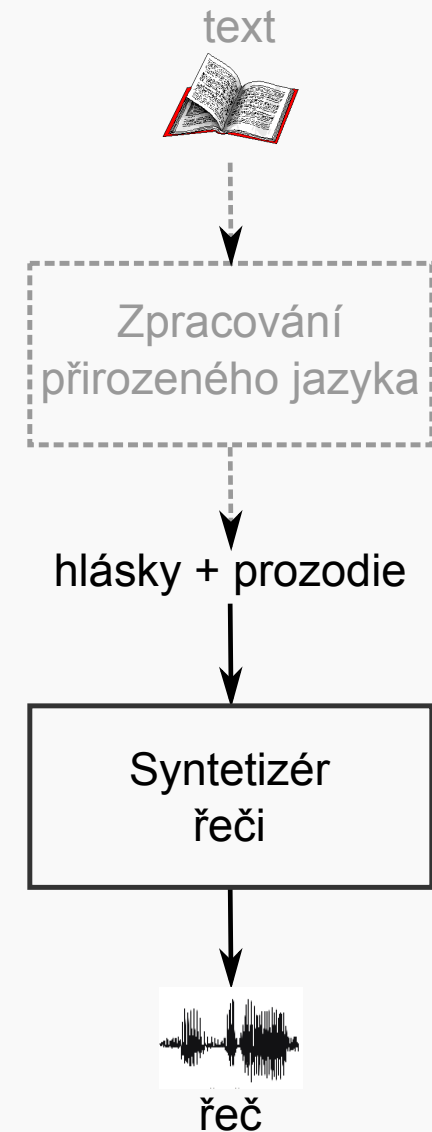 text
Zpracování
přirozeného jazyka
hlásky + prozodie
Syntetizér
řeči
řeč